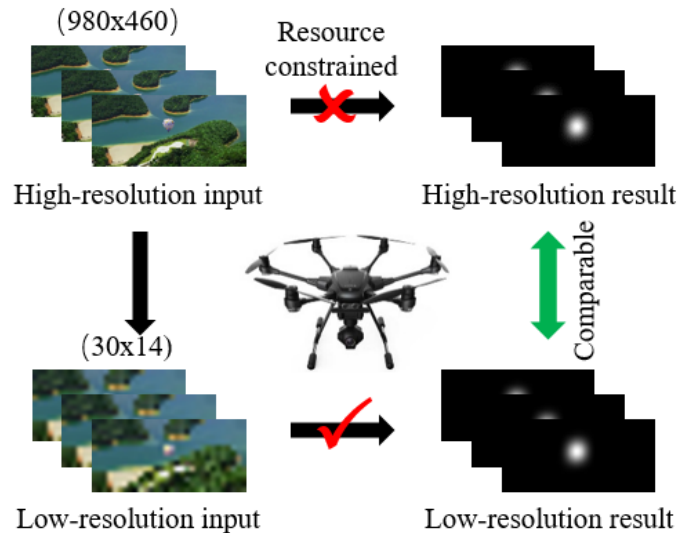 (980x460)
Resource
constrained
High-resolution input
High-resolution result
Comparable
(30x14)
Low-resolution input
Low-resolution result